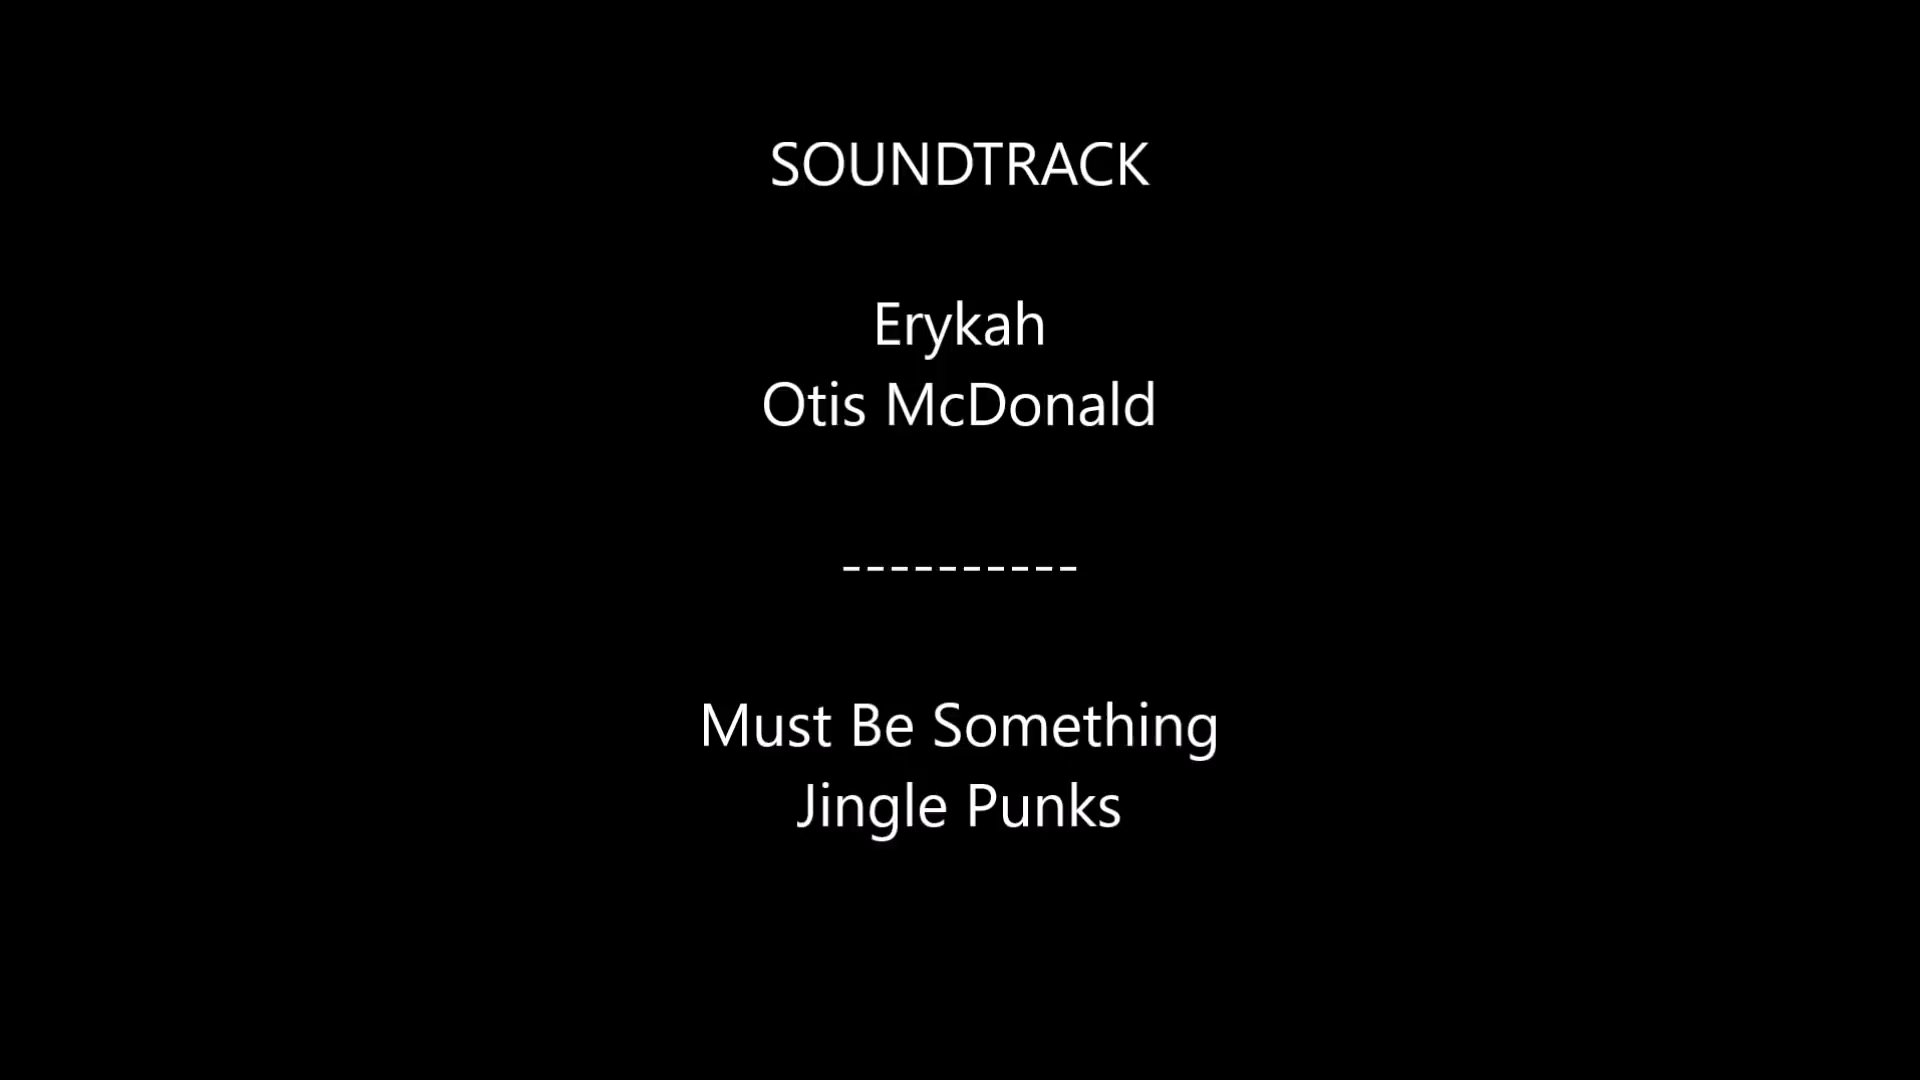 SOUNDTRACK
Erykah
Otis McDonald
----------
Must Be Something
Jingle Punks